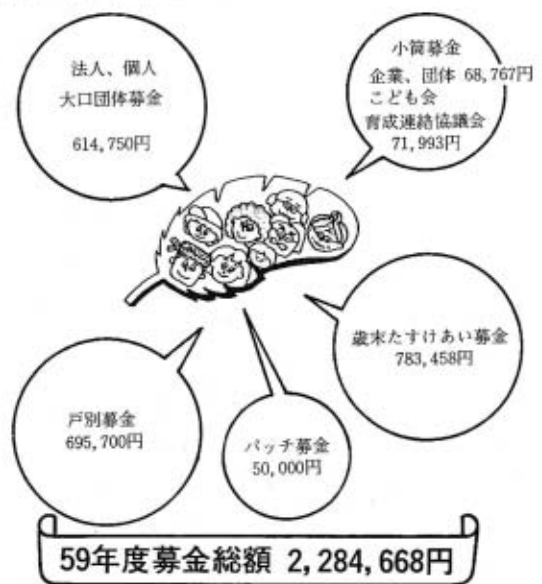 法人、個人
大口団体募金
614,750円
小筒募金
企業、団体 68,767円
こども会
育成連絡協議会
71,993円
歳末たすけあい募金
783,458円
戸別募金
695,700円
バッチ募金
50,000円
59年度募金総額 2,284,668円